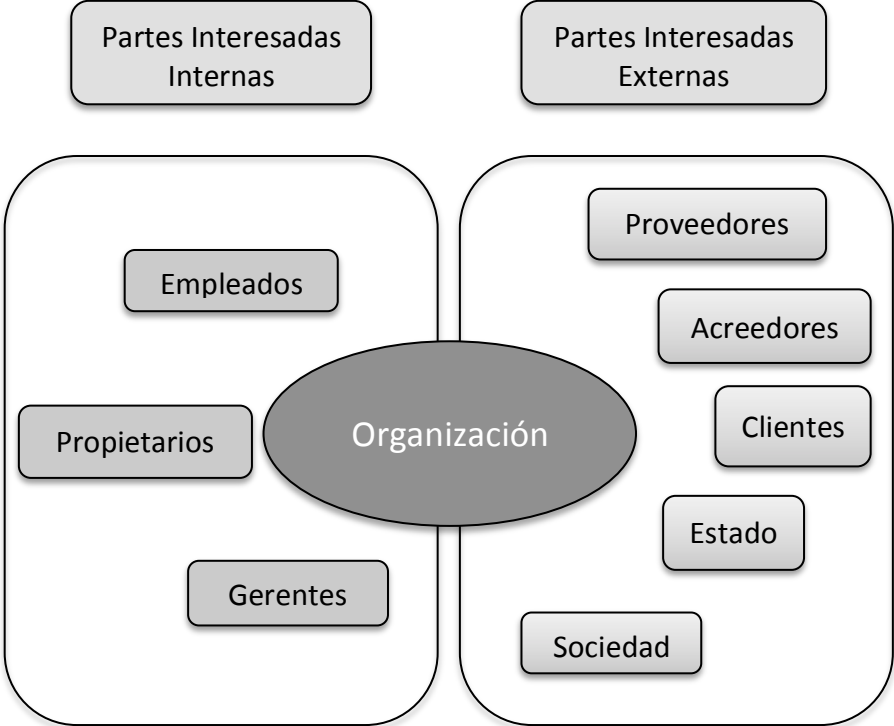 Partes Interesadas
Internas
Partes Interesadas
Externas
Empleados
Propietarios
Gerentes
Organización
Proveedores
Acreedores
Clientes
Estado
Sociedad